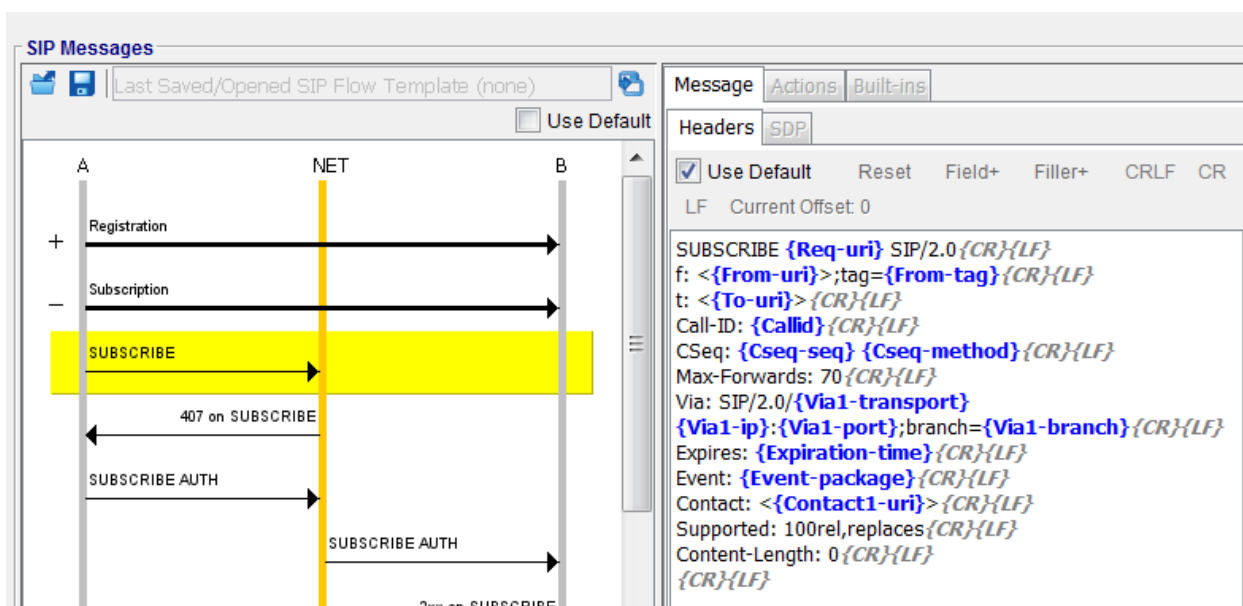 SIP Messages
Last Saved/Opened SIP Flow Template (none)
Use Default
A NET B
Registration
+
Subscription
−
SUBSCRIBE
407 on SUBSCRIBE
SUBSCRIBE AUTH
SUBSCRIBE AUTH
2xx on SUBSCRIBE
Message Actions Built-ins
Headers SDP
Use Default Reset Field+ Filler+ CRLF CR
LF Current Offset: 0
SUBSCRIBE {Req-uri} SIP/2.0{CR}{LF}
f: <{From-uri}>;tag={From-tag}{CR}{LF}
t: <{To-uri}>{CR}{LF}
Call-ID: {Callid}{CR}{LF}
CSeq: {Cseq-seq} {Cseq-method}{CR}{LF}
Max-Forwards: 70{CR}{LF}
Via: SIP/2.0/{Via1-transport}
{Via1-ip}:{Via1-port};branch={Via1-branch}{CR}{LF}
Expires: {Expiration-time}{CR}{LF}
Event: {Event-package}{CR}{LF}
Contact: <{Contact1-uri}>{CR}{LF}
Supported: 100rel,replaces{CR}{LF}
Content-Length: 0{CR}{LF}
{CR}{LF}